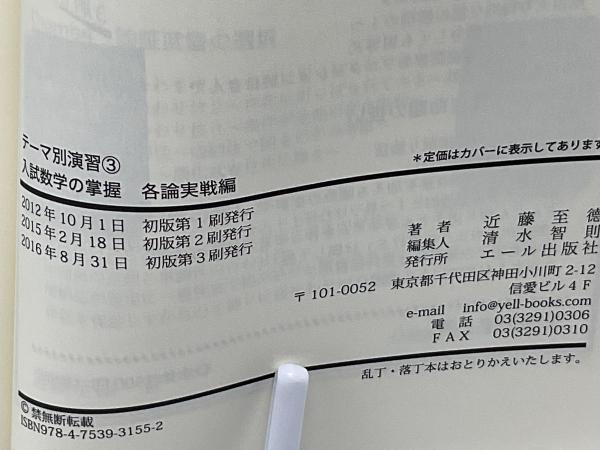 テーマ別演習③
入試数学の掌握 各論実戦編
＊定価はカバーに表示してあります
2012年10月1日 初版第1刷発行
2015年2月18日 初版第2刷発行
2016年8月31日 初版第3刷発行
著者 近藤至徳
編集人 清水智則
発行所 エール出版社
〒101-0052 東京都千代田区神田小川町2-12
信愛ビル4F
e-mail info@yell-books.com
電話 03(3291)0306
FAX 03(3291)0310
乱丁・落丁本はおとりかえいたします。
© 禁無断転載
ISBN978-4-7539-3155-2